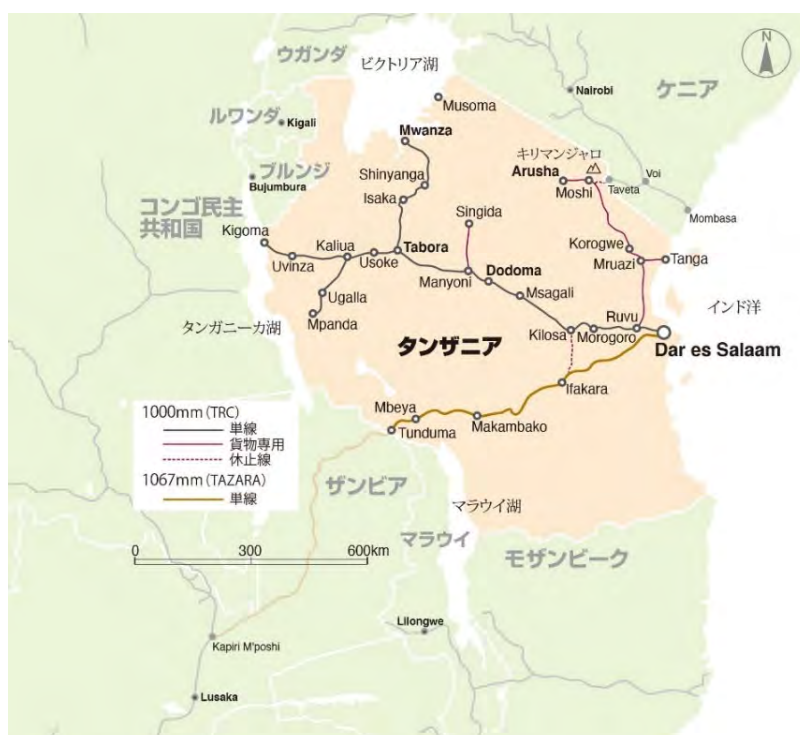 N
ウガンダ
ビクトリア湖
Nairobi
ケニア
Musoma
ルワンダ
Kigali
Mwanza
キリマンジャロ
ブルンジ
Bujumbura
Shinyanga
Arusha
Moshi
Taveta
Voi
Isaka
Mombasa
コンゴ民主
共和国
Singida
Kigoma
Kaliua
Tabora
Korogwe
Uvinza
Usoke
Mruazi
Tanga
Manyoni
Dodoma
Ugalla
Msagali
インド洋
Mpanda
Ruvu
タンガニーカ湖
タンザニア
Kilosa
Morogoro
Dar es Salaam
Ifakara
Mbeya
1000mm (TRC)
単線
Tunduma
Makambako
貨物専用
休止線
1067mm (TAZARA)
単線
ザンビア
マラウイ湖
マラウイ
モザンビーク
0 300 600km
Lilongwe
Kapiri M'poshi
Lusaka